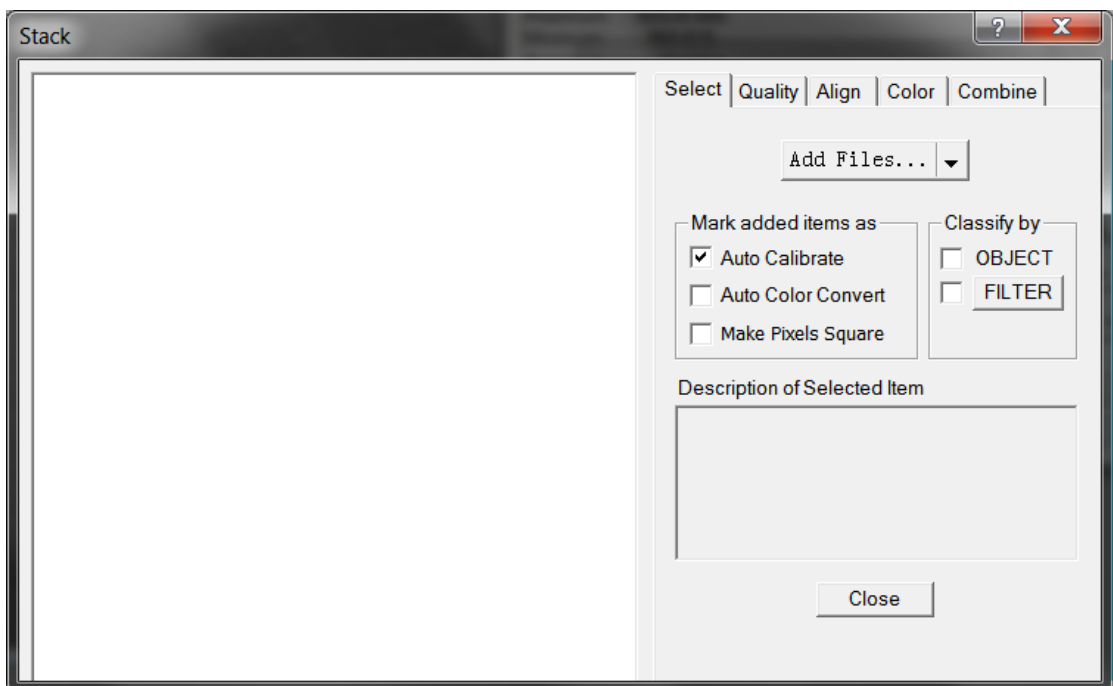 Stack
?
X
Select Quality Align Color Combine
Add Files...
Mark added items as
Classify by
Auto Calibrate
OBJECT
Auto Color Convert
FILTER
Make Pixels Square
Description of Selected Item
Close